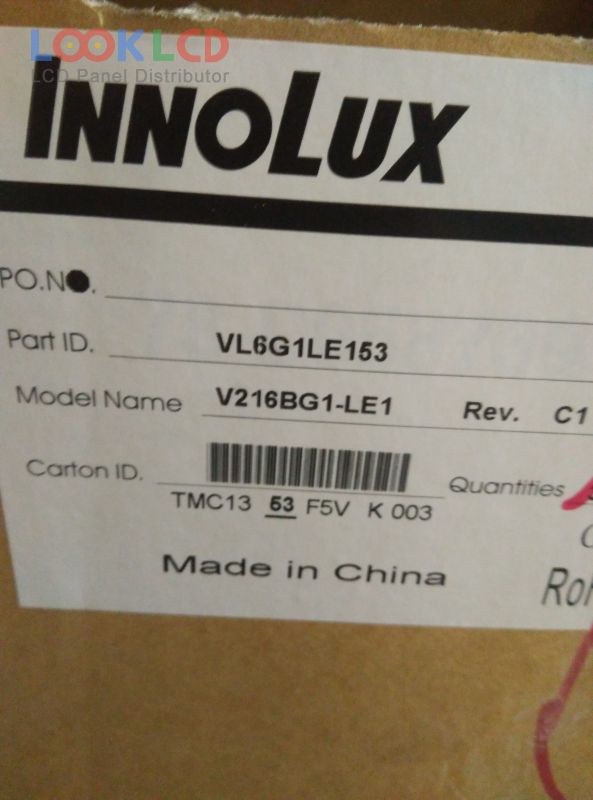 LOOKLCD
LCD Panel Distributor
INNOLUX
PO.NO.
Part ID. VL6G1LE153
Model Name V216BG1-LE1 Rev. C1
Carton ID. Quantities
TMC13 53 F5V K 003
Made in China
RoH